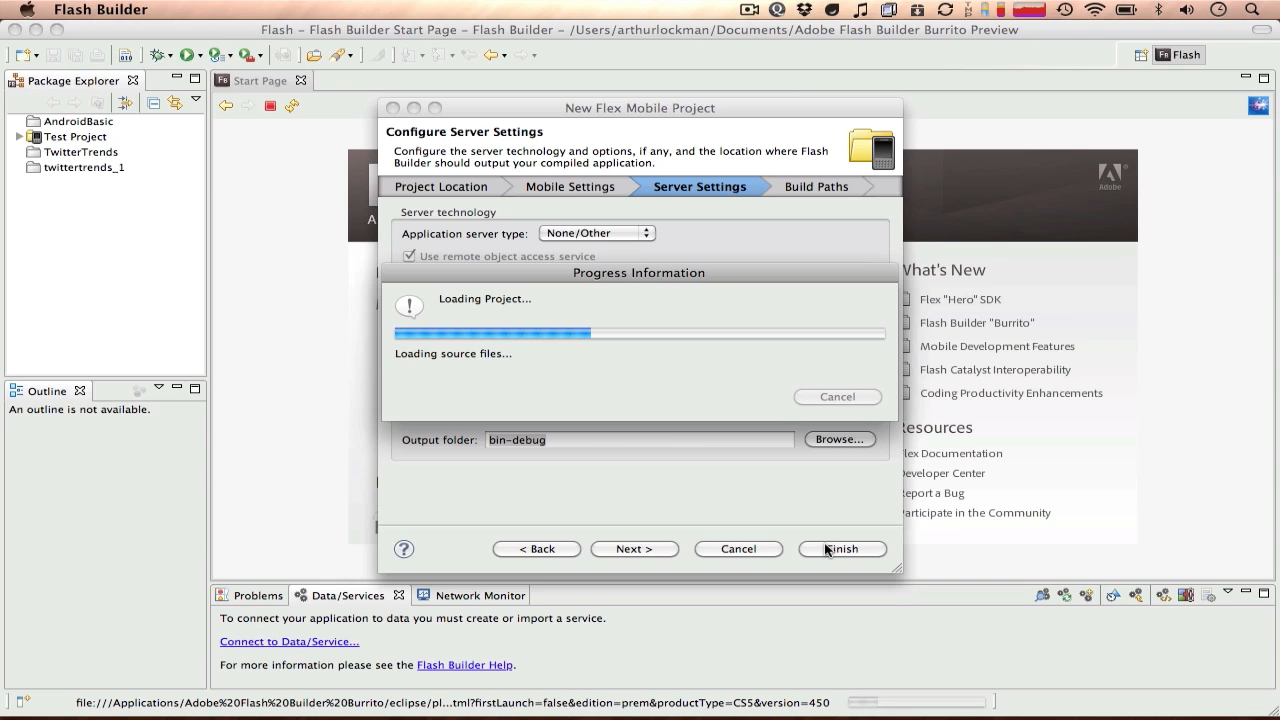 Flash Builder
Flash – Flash Builder Start Page – Flash Builder – /Users/arthurlockman/Documents/Adobe Flash Builder Burrito Preview
Flash
Package Explorer
Start Page
AndroidBasic
Test Project
TwitterTrends
twittertrends_1
Outline
An outline is not available.
New Flex Mobile Project
Configure Server Settings
Configure the server technology and options, if any, and the location where Flash
Builder should output your compiled application.
Project Location
Mobile Settings
Server Settings
Build Paths
Server technology
Application server type:
None/Other
Use remote object access service
Progress Information
Loading Project...
Loading source files...
Cancel
Output folder:
bin-debug
Browse...
< Back
Next >
Cancel
Finish
Adobe
What's New
Flex "Hero" SDK
Flash Builder "Burrito"
Mobile Development Features
Flash Catalyst Interoperability
Coding Productivity Enhancements
Resources
Flex Documentation
Developer Center
Report a Bug
Participate in the Community
Problems
Data/Services
Network Monitor
To connect your application to data you must create or import a service.
Connect to Data/Service...
For more information please see the Flash Builder Help.
file:///Applications/Adobe%20Flash%20Builder%20Burrito/eclipse/pl...tml?firstLaunch=false&edition=prem&productType=CS5&version=450